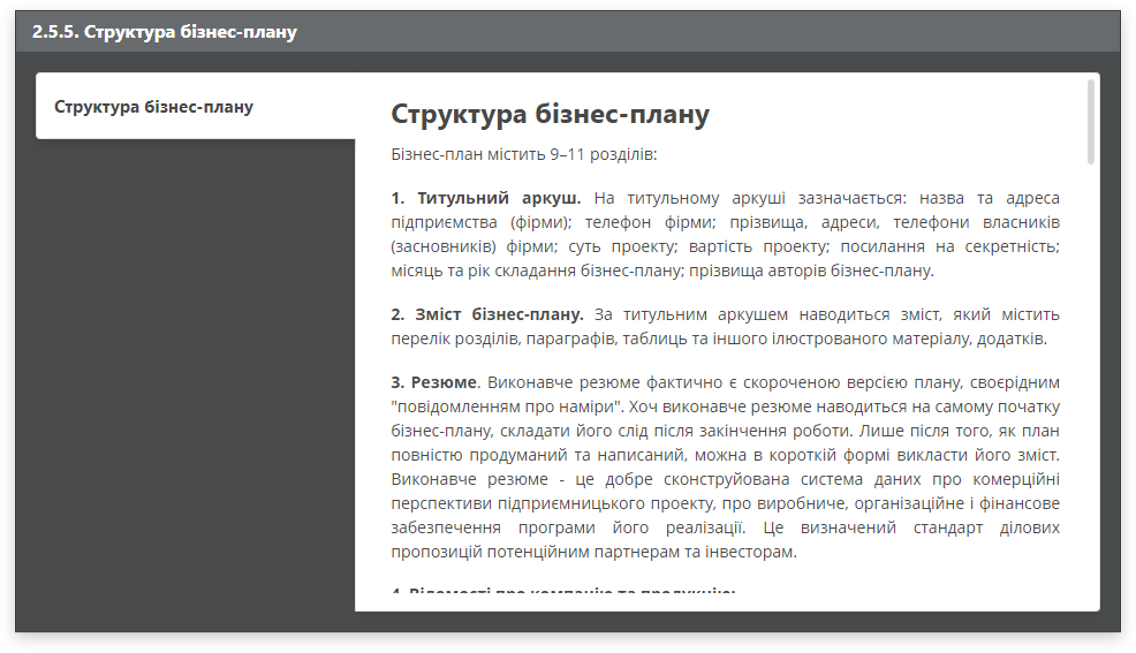 2.5.5. Структура бізнес-плану
Структура бізнес-плану
Структура бізнес-плану
Бізнес-план містить 9–11 розділів:
1. Титульний аркуш. На титульному аркуші зазначається: назва та адреса
підприємства (фірми); телефон фірми; прізвища, адреси, телефони власників
(засновників) фірми; суть проекту; вартість проекту; посилання на секретність;
місяць та рік складання бізнес-плану; прізвища авторів бізнес-плану.
2. Зміст бізнес-плану. За титульним аркушем наводиться зміст, який містить
перелік розділів, параграфів, таблиць та іншого ілюстрованого матеріалу, додатків.
3. Резюме. Виконавче резюме фактично є скороченою версією плану, своєрідним
"повідомленням про наміри". Хоч виконавче резюме наводиться на самому початку
бізнес-плану, складати його слід після закінчення роботи. Лише після того, як план
повністю продуманий та написаний, можна в короткій формі викласти його зміст.
Виконавче резюме - це добре сконструйована система даних про комерційні
перспективи підприємницького проекту, про виробниче, організаційне і фінансове
забезпечення програми його реалізації. Це визначений стандарт ділових
пропозицій потенційним партнерам та інвесторам.
4. Відомості про компанію та продукцію: